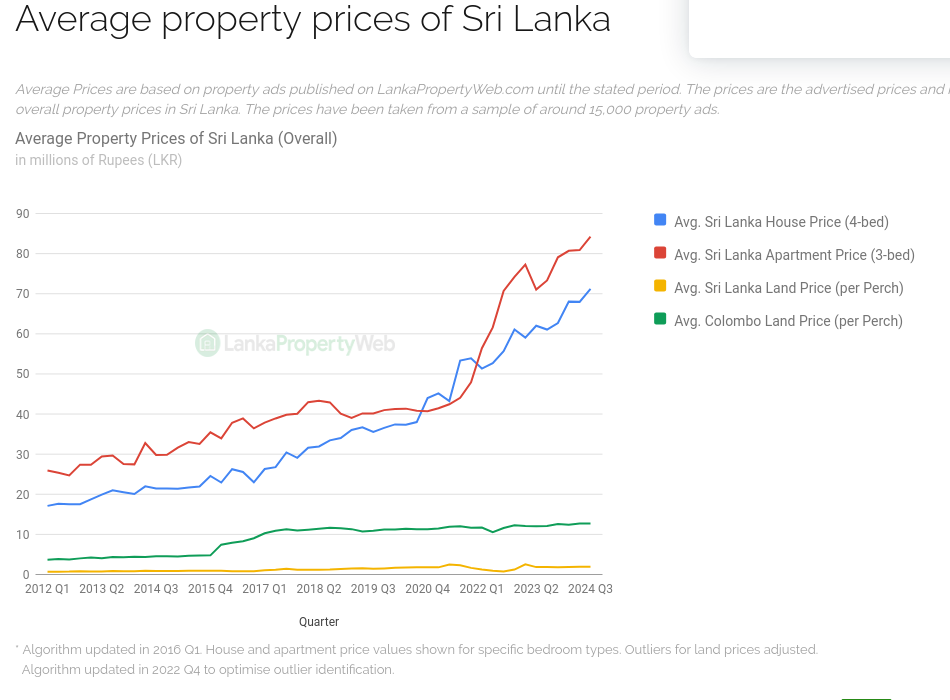 Average property prices of Sri Lanka
Average Prices are based on property ads published on LankaPropertyWeb.com until the stated period. The prices are the advertised prices and
overall property prices in Sri Lanka. The prices have been taken from a sample of around 15,000 property ads.
Average Property Prices of Sri Lanka (Overall)
in millions of Rupees (LKR)
90
80
70
60
50
40
30
20
10
0
LankaPropertyWeb
2012 Q1 2013 Q2 2014 Q3 2015 Q4 2017 Q1 2018 Q2 2019 Q3 2020 Q4 2022 Q1 2023 Q2 2024 Q3
Quarter
Avg. Sri Lanka House Price (4-bed)
Avg. Sri Lanka Apartment Price (3-bed)
Avg. Sri Lanka Land Price (per Perch)
Avg. Colombo Land Price (per Perch)
* Algorithm updated in 2016 Q1. House and apartment price values shown for specific bedroom types. Outliers for land prices adjusted.
Algorithm updated in 2022 Q4 to optimise outlier identification.